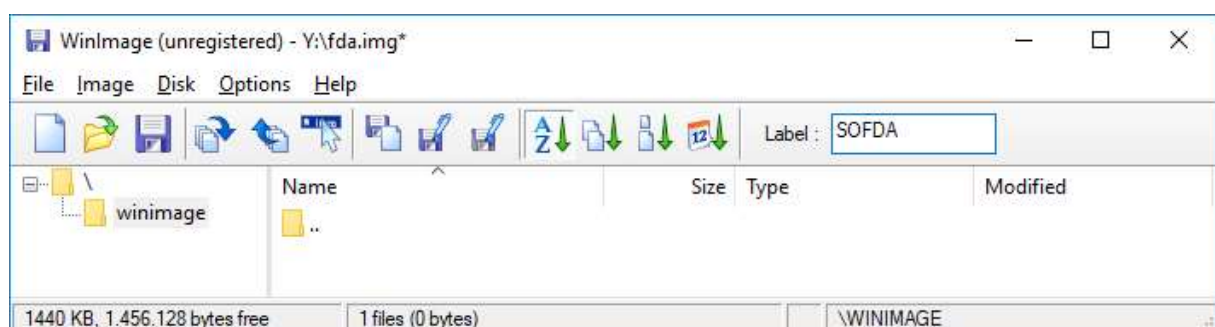 WinImage (unregistered) - Y:\fda.img*
File Image Disk Options Help
A Z 12 Label : SOFDA
\ Name Size Type Modified
winimage ..
1440 KB, 1.456.128 bytes free 1 files (0 bytes) \WINIMAGE